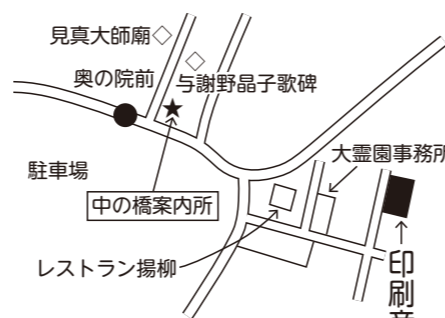 見真大師廟
奥の院前
与謝野晶子歌碑
駐車場
中の橋案内所
大霊園事務所
レストラン揚柳
印刷